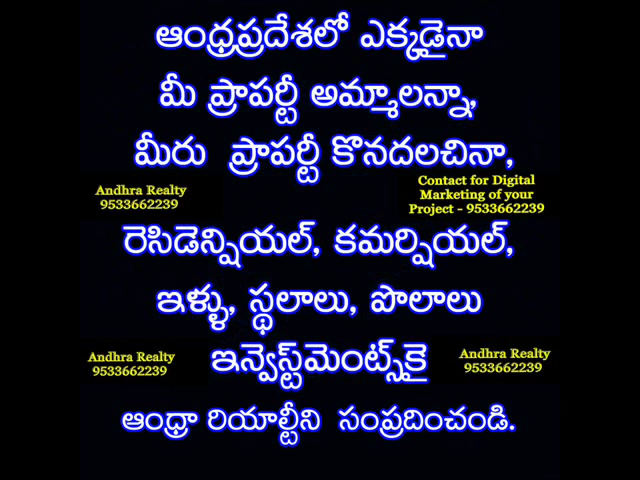 ఆంధ్రప్రదేశలో ఎక్కడైనా
మీ ప్రాపర్టీ అమ్మాలన్నా,
మీరు ప్రాపర్టీ కొనదలచినా,
Andhra Realty
9533662239
Contact for Digital
Marketing of your
Project - 9533662239
రెసిడెన్షియల్, కమర్షియల్,
ఇళ్ళు, స్థలాలు, పొలాలు
Andhra Realty
9533662239
ఇన్వెస్ట్‌మెంట్స్‌కై
Andhra Realty
9533662239
ఆంధ్రా రియాల్టీని సంప్రదించండి.